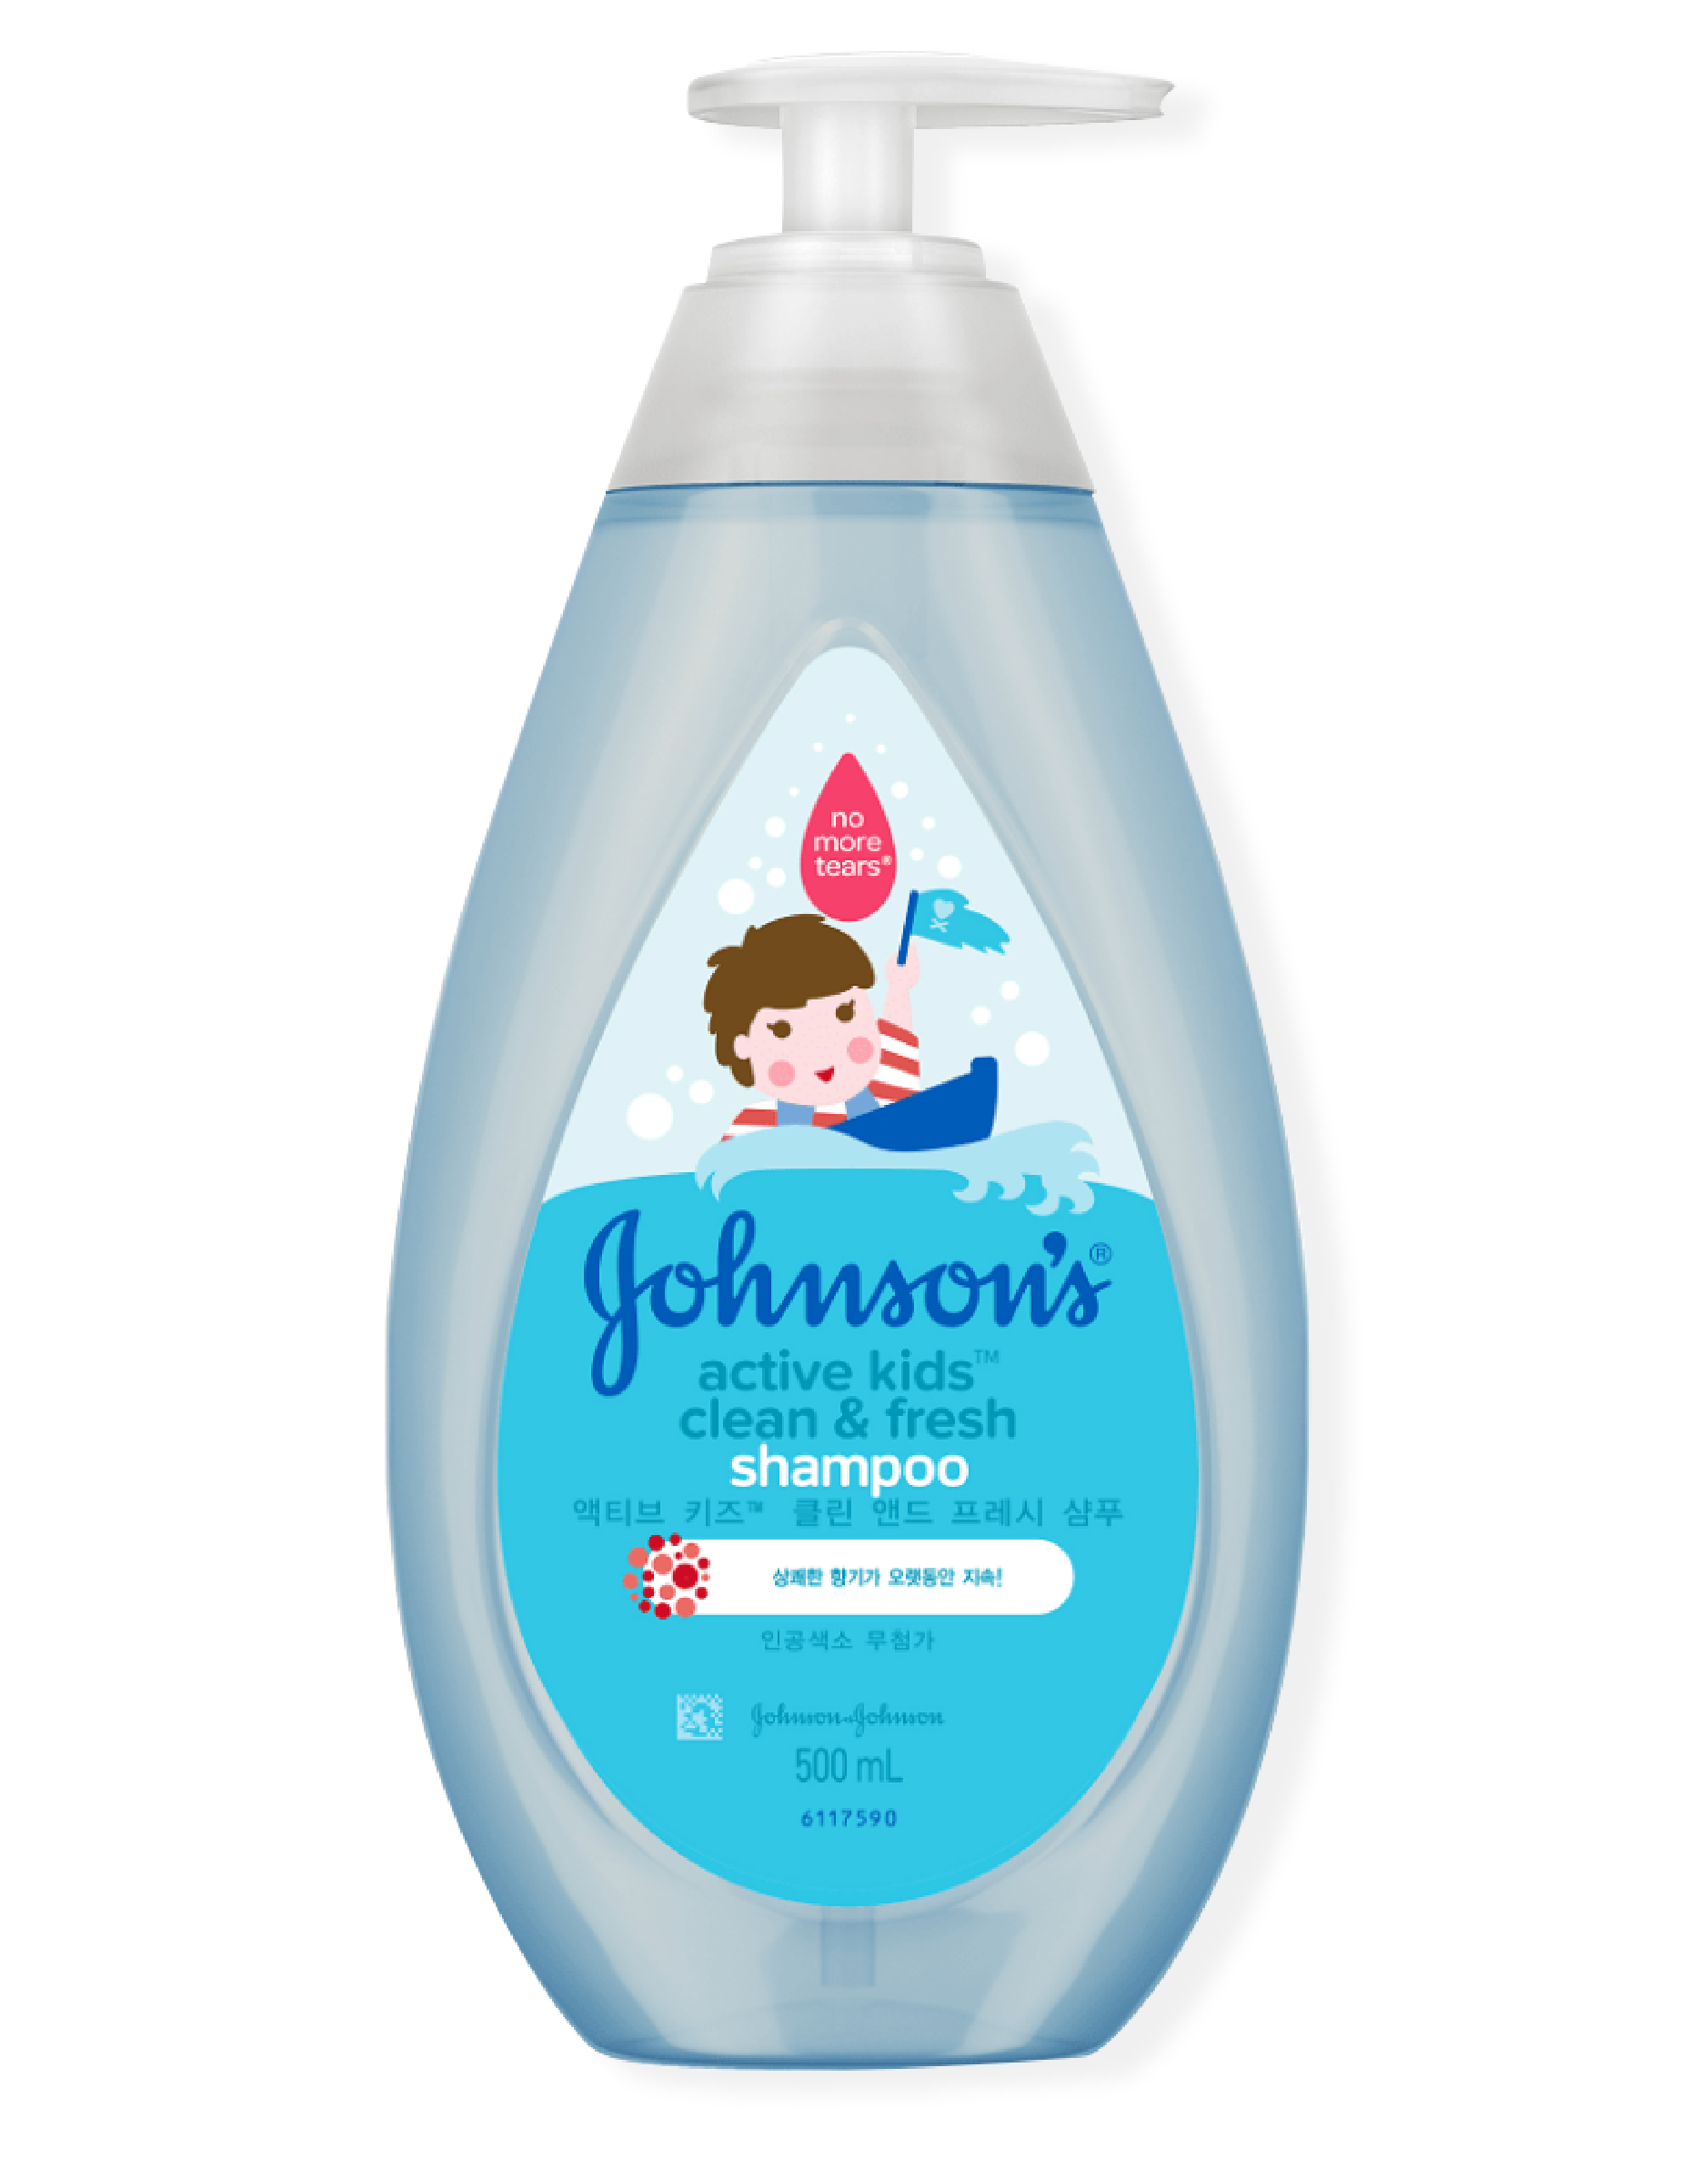 no
more
tears®
Johnson's®
active kids™
clean & fresh
shampoo
액티브 키즈™ 클린 앤드 프레시 샴푸
상쾌한 향기가 오랫동안 지속!
인공색소 무첨가
Johnson&Johnson
500 mL
6117590